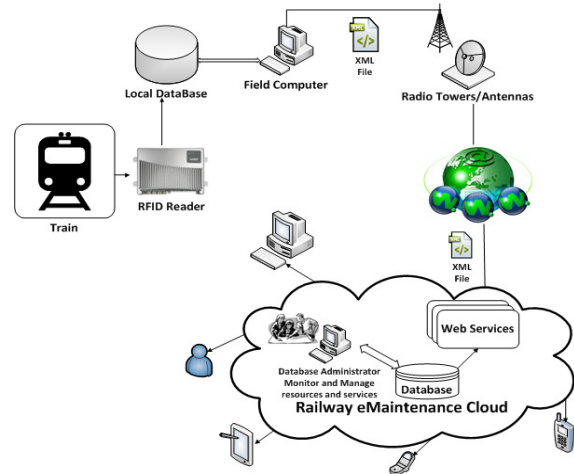 XML
File
Local DataBase
Field Computer
Radio Towers/Antennas
Train
RFID Reader
XML
File
Web Services
Database Administrator
Monitor and Manage
resources and services
Database
Railway eMaintenance Cloud